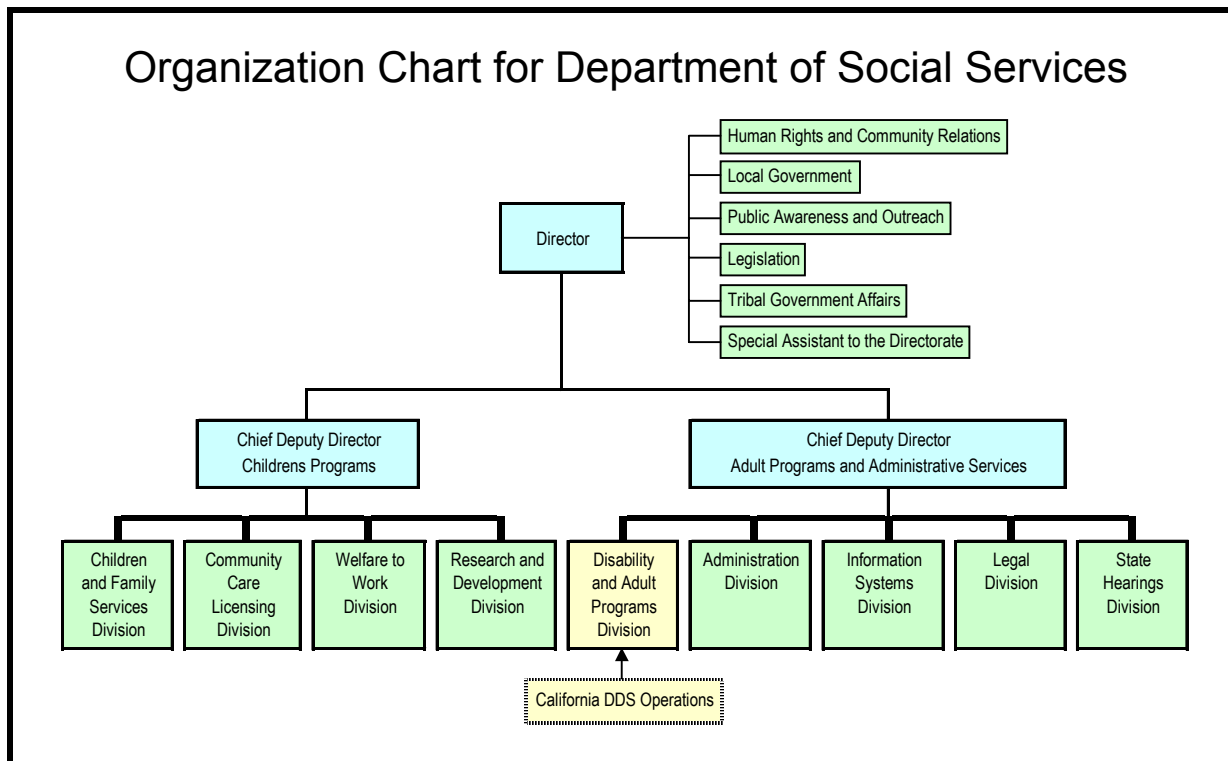 Organization Chart for Department of Social Services
Human Rights and Community Relations
Local Government
Public Awareness and Outreach
Director
Legislation
Tribal Government Affairs
Special Assistant to the Directorate
Chief Deputy Director
Childrens Programs
Chief Deputy Director
Adult Programs and Administrative Services
Children
and Family
Services
Division
Community
Care
Licensing
Division
Welfare to
Work
Division
Research and
Development
Division
Disability
and Adult
Programs
Division
Administration
Division
Information
Systems
Division
Legal
Division
State
Hearings
Division
California DDS Operations